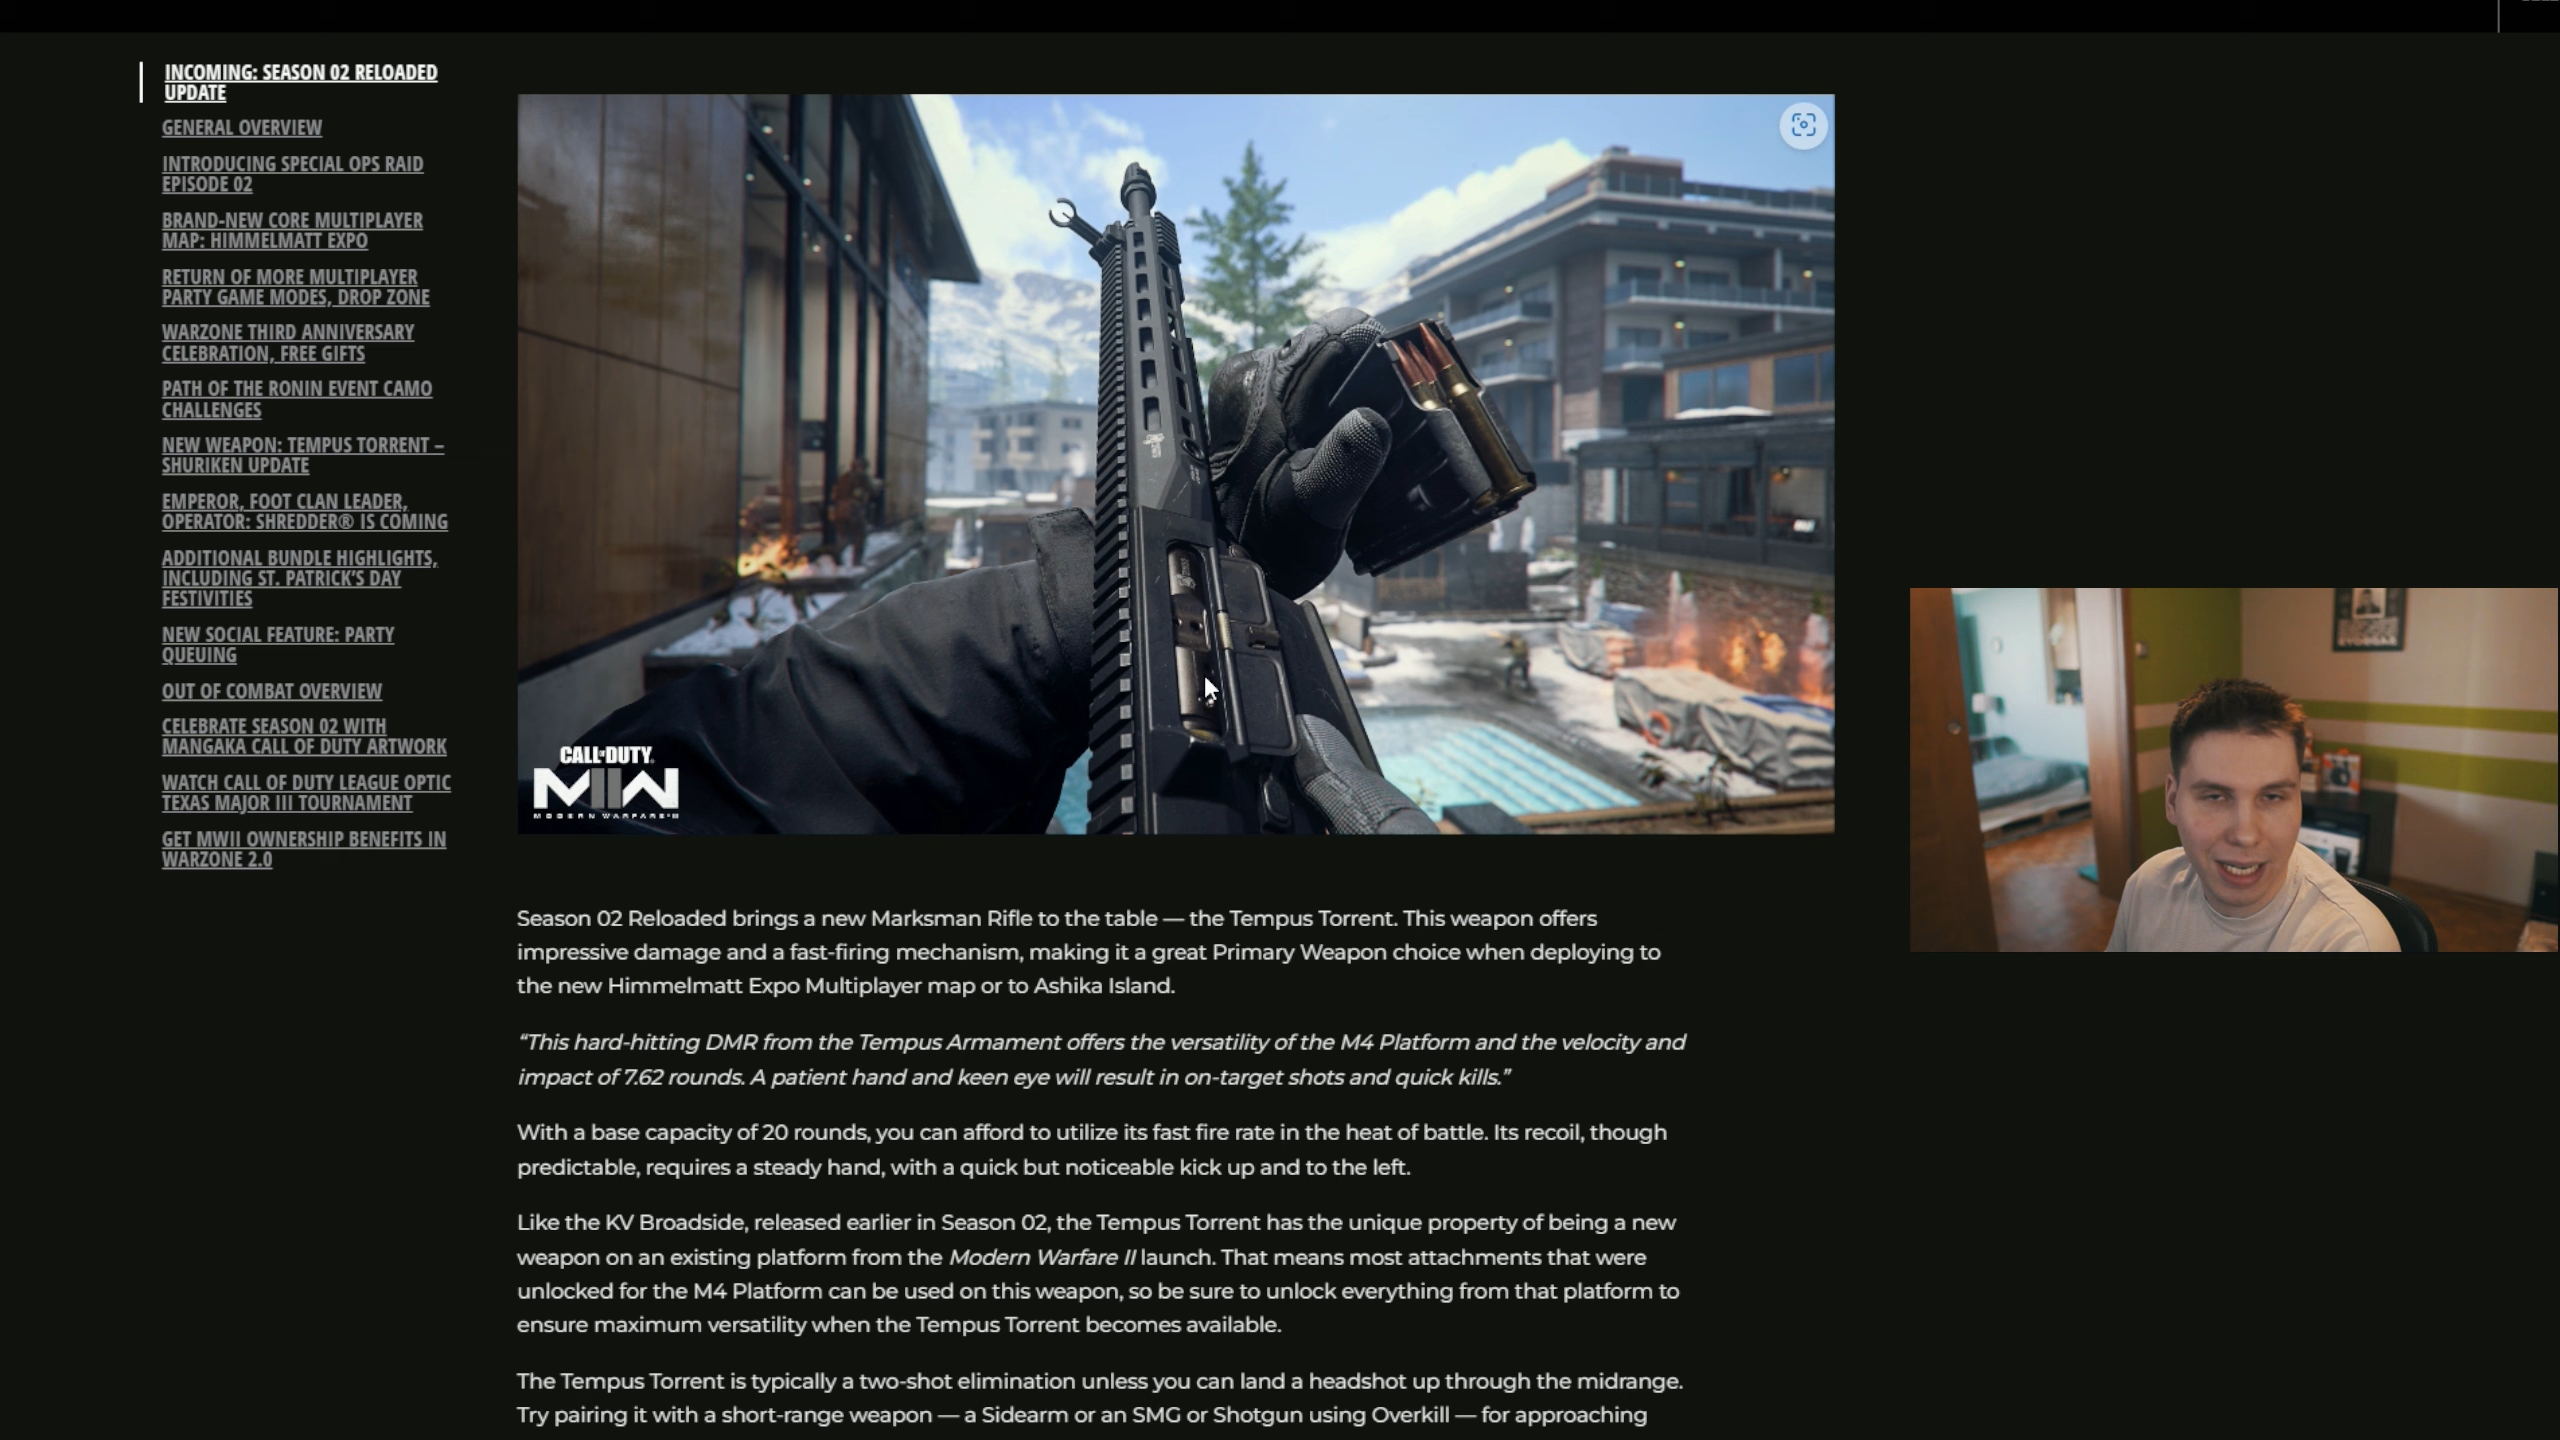 INCOMING: SEASON 02 RELOADED
UPDATE
GENERAL OVERVIEW
INTRODUCING SPECIAL OPS RAID
EPISODE 02
BRAND-NEW CORE MULTIPLAYER
MAP: HIMMELMATT EXPO
RETURN OF MORE MULTIPLAYER
PARTY GAME MODES, DROP ZONE
WARZONE THIRD ANNIVERSARY
CELEBRATION, FREE GIFTS
PATH OF THE RONIN EVENT CAMO
CHALLENGES
NEW WEAPON: TEMPUS TORRENT –
SHURIKEN UPDATE
EMPEROR, FOOT CLAN LEADER,
OPERATOR: SHREDDER® IS COMING
ADDITIONAL BUNDLE HIGHLIGHTS,
INCLUDING ST. PATRICK'S DAY
FESTIVITIES
NEW SOCIAL FEATURE: PARTY
QUEUING
OUT OF COMBAT OVERVIEW
CELEBRATE SEASON 02 WITH
MANGAKA CALL OF DUTY ARTWORK
WATCH CALL OF DUTY LEAGUE OPTIC
TEXAS MAJOR III TOURNAMENT
GET MWII OWNERSHIP BENEFITS IN
WARZONE 2.0
CALL OF DUTY
MWII
MODERN WARFARE II
Season 02 Reloaded brings a new Marksman Rifle to the table — the Tempus Torrent. This weapon offers
impressive damage and a fast-firing mechanism, making it a great Primary Weapon choice when deploying to
the new Himmelmatt Expo Multiplayer map or to Ashika Island.
“This hard-hitting DMR from the Tempus Armament offers the versatility of the M4 Platform and the velocity and
impact of 7.62 rounds. A patient hand and keen eye will result in on-target shots and quick kills.”
With a base capacity of 20 rounds, you can afford to utilize its fast fire rate in the heat of battle. Its recoil, though
predictable, requires a steady hand, with a quick but noticeable kick up and to the left.
Like the KV Broadside, released earlier in Season 02, the Tempus Torrent has the unique property of being a new
weapon on an existing platform from the Modern Warfare II launch. That means most attachments that were
unlocked for the M4 Platform can be used on this weapon, so be sure to unlock everything from that platform to
ensure maximum versatility when the Tempus Torrent becomes available.
The Tempus Torrent is typically a two-shot elimination unless you can land a headshot up through the midrange.
Try pairing it with a short-range weapon — a Sidearm or an SMG or Shotgun using Overkill — for approaching